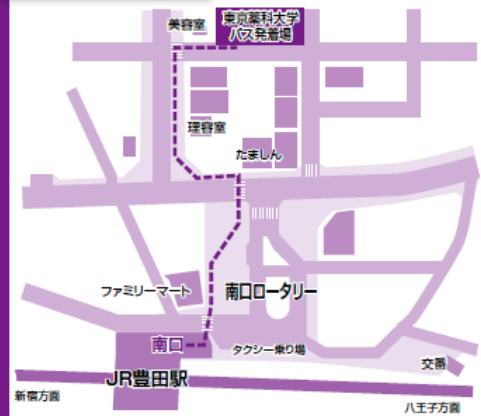 美容室
東京薬科大学
バス発着場
理容室
たましん
ファミリーマート
南口ロータリー
南口
タクシー乗り場
交番
JR豊田駅
新宿方面
八王子方面